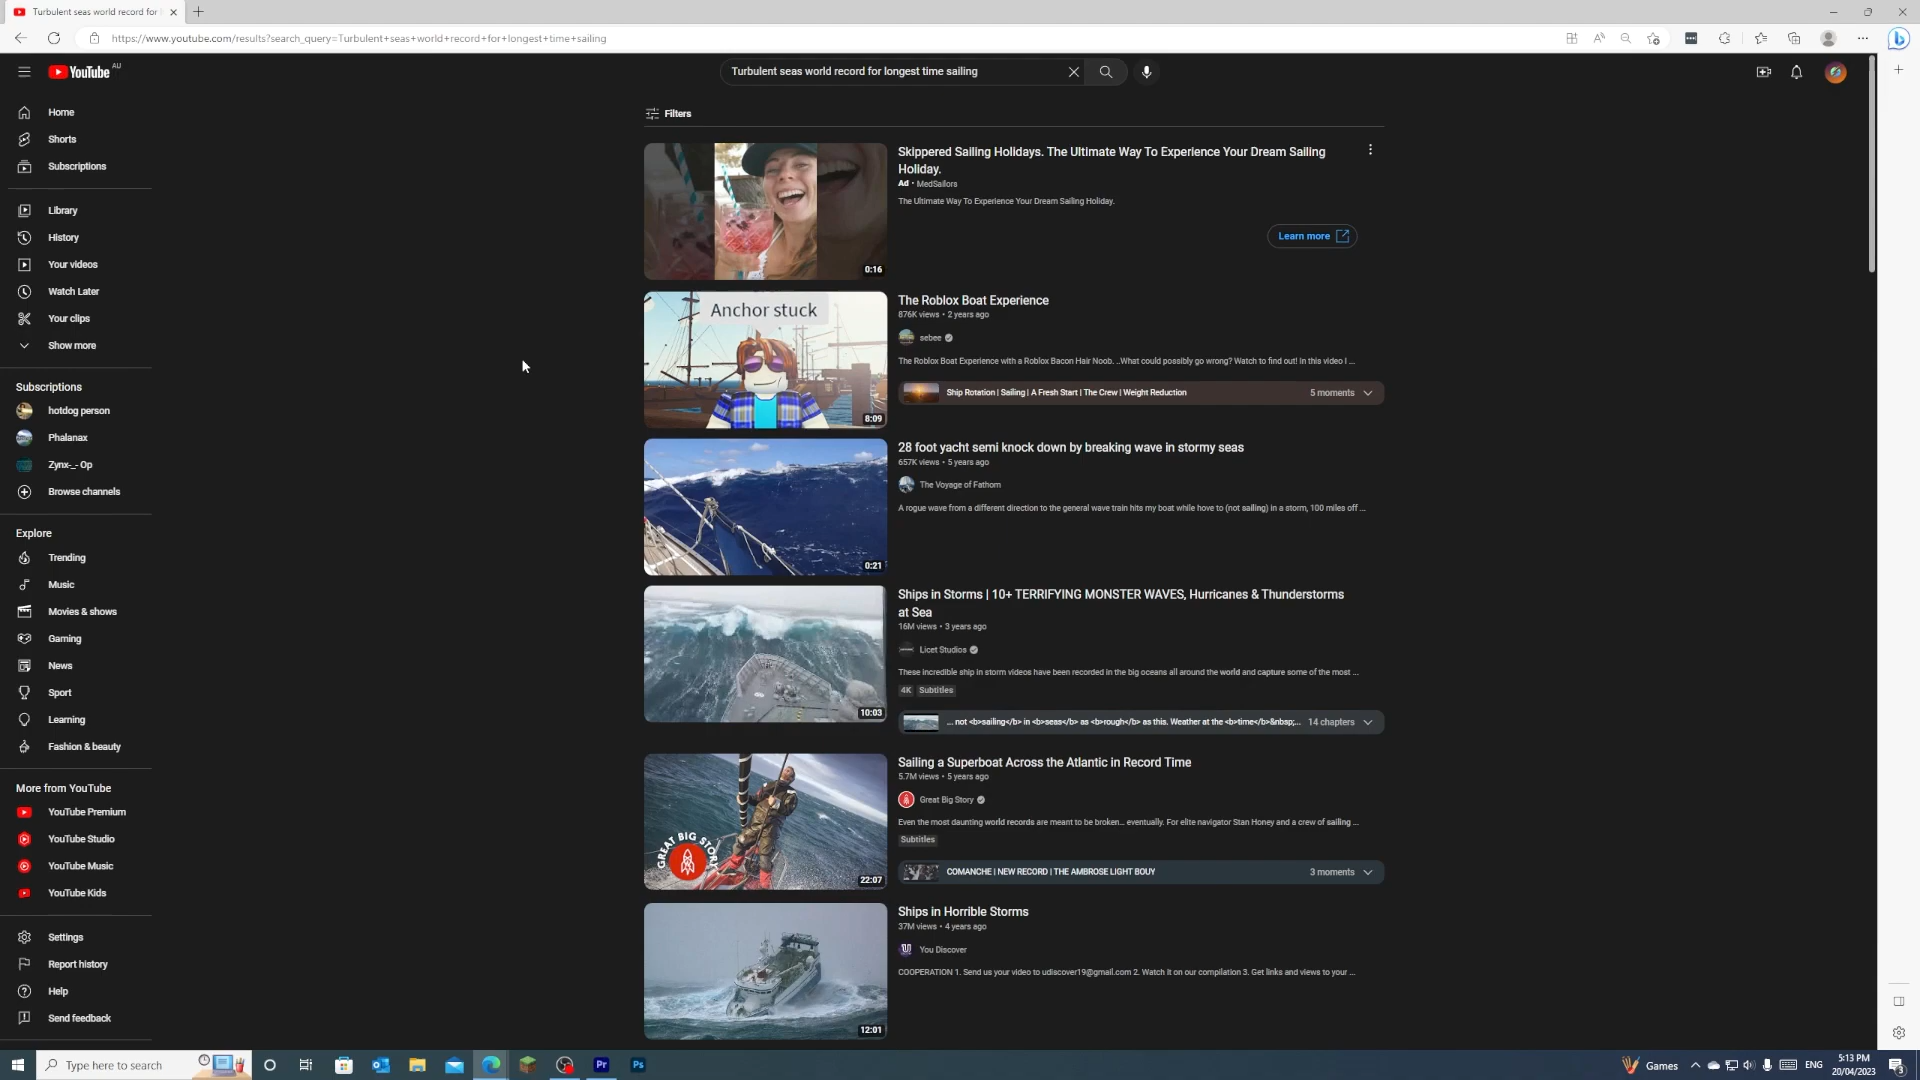 Turbulent seas world record for
https://www.youtube.com/results?search_query=Turbulent+seas+world+record+for+longest+time+sailing
YouTube AU
Turbulent seas world record for longest time sailing
Home
Shorts
Subscriptions
Library
History
Your videos
Watch Later
Your clips
Show more
Subscriptions
hotdog person
Phalanax
Zynx-_- Op
Browse channels
Explore
Trending
Music
Movies & shows
Gaming
News
Sport
Learning
Fashion & beauty
More from YouTube
YouTube Premium
YouTube Studio
YouTube Music
YouTube Kids
Settings
Report history
Help
Send feedback
Filters
0:16
Skippered Sailing Holidays. The Ultimate Way To Experience Your Dream Sailing
Holiday.
Ad • MedSailors
The Ultimate Way To Experience Your Dream Sailing Holiday.
Learn more
Anchor stuck
8:09
The Roblox Boat Experience
876K views • 2 years ago
sebee
The Roblox Boat Experience with a Roblox Bacon Hair Noob. ..What could possibly go wrong? Watch to find out! In this video I ...
Ship Rotation | Sailing | A Fresh Start | The Crew | Weight Reduction 5 moments
0:21
28 foot yacht semi knock down by breaking wave in stormy seas
657K views • 5 years ago
The Voyage of Fathom
A rogue wave from a different direction to the general wave train hits my boat while hove to (not sailing) in a storm, 100 miles off ...
10:03
Ships in Storms | 10+ TERRIFYING MONSTER WAVES, Hurricanes & Thunderstorms
at Sea
16M views • 3 years ago
Licet Studios
These incredible ship in storm videos have been recorded in the big oceans all around the world and capture some of the most ...
4K Subtitles
... not <b>sailing</b> in <b>seas</b> as <b>rough</b> as this. Weather at the <b>time</b>&nbsp;... 14 chapters
GREAT BIG STORY
22:07
Sailing a Superboat Across the Atlantic in Record Time
5.7M views • 5 years ago
Great Big Story
Even the most daunting world records are meant to be broken... eventually. For elite navigator Stan Honey and a crew of sailing ...
Subtitles
COMANCHE | NEW RECORD | THE AMBROSE LIGHT BOUY 3 moments
12:01
Ships in Horrible Storms
37M views • 4 years ago
You Discover
COOPERATION 1. Send us your video to udiscover19@gmail.com 2. Watch it on our compilation 3. Get links and views to your ...
Type here to search
Pr
Ps
Games
ENG
5:13 PM
20/04/2023
3